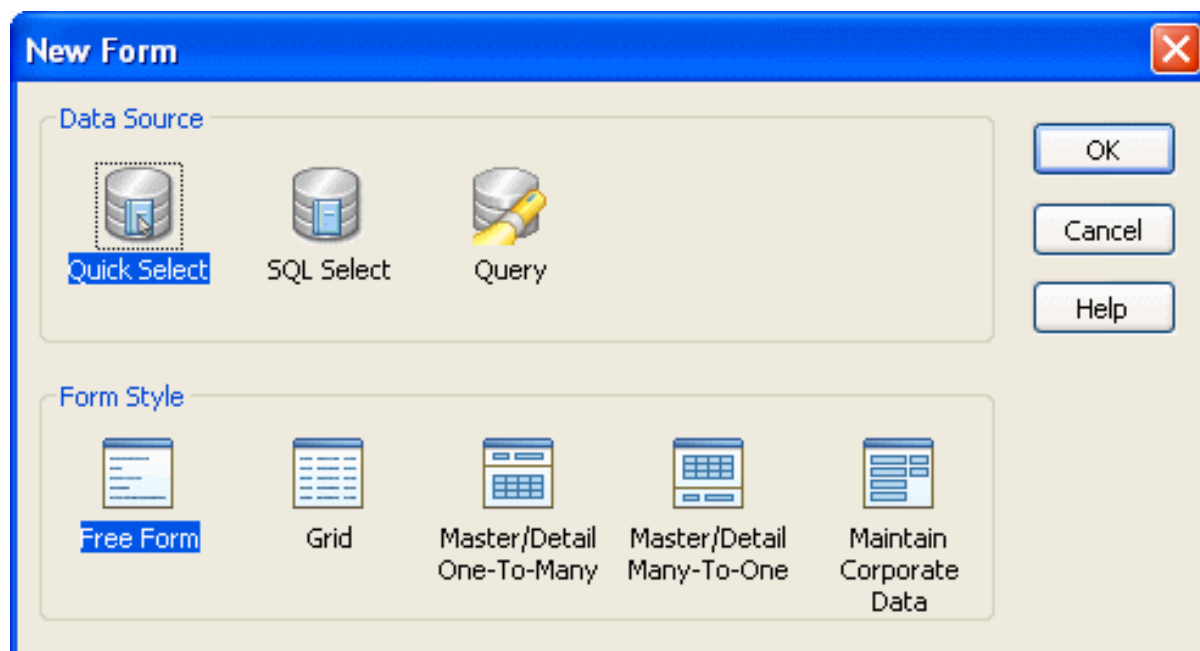 New Form
Data Source
Quick Select
SQL Select
Query
OK
Cancel
Help
Form Style
Free Form
Grid
Master/Detail
One-To-Many
Master/Detail
Many-To-One
Maintain
Corporate
Data